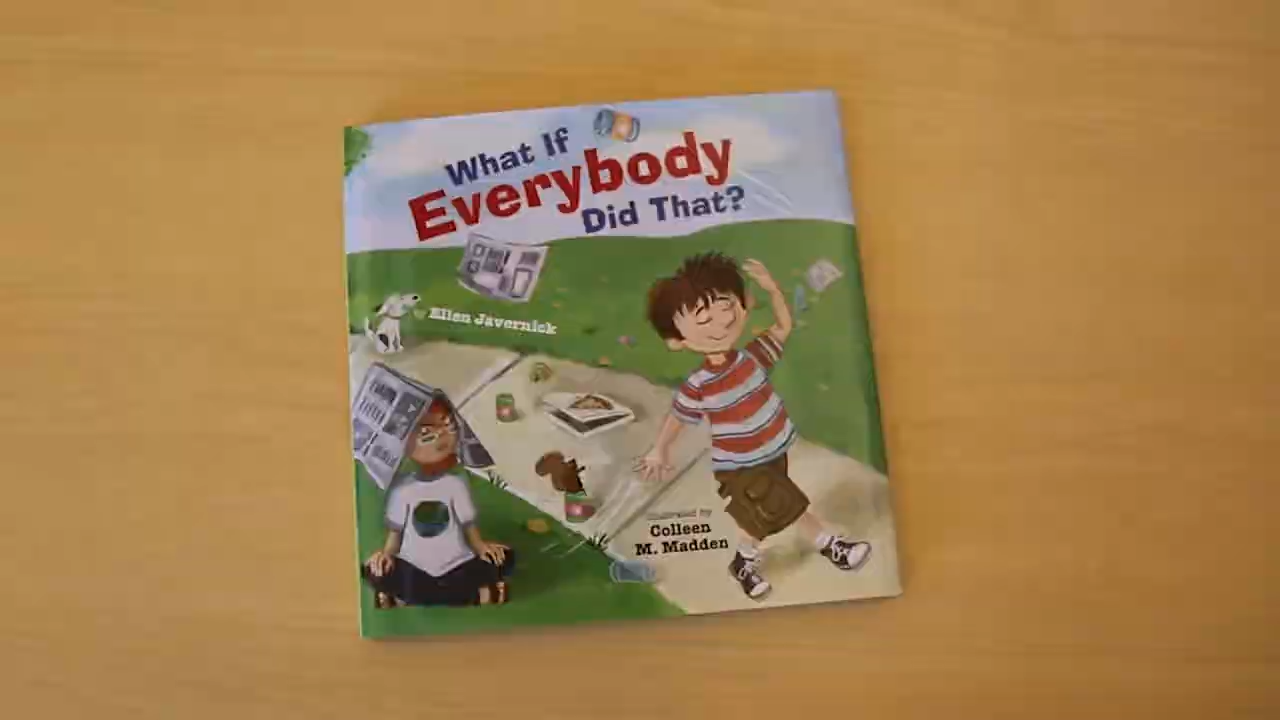 What If
Everybody
Did That?
Ellen Javernick
Illustrated by
Colleen
M. Madden